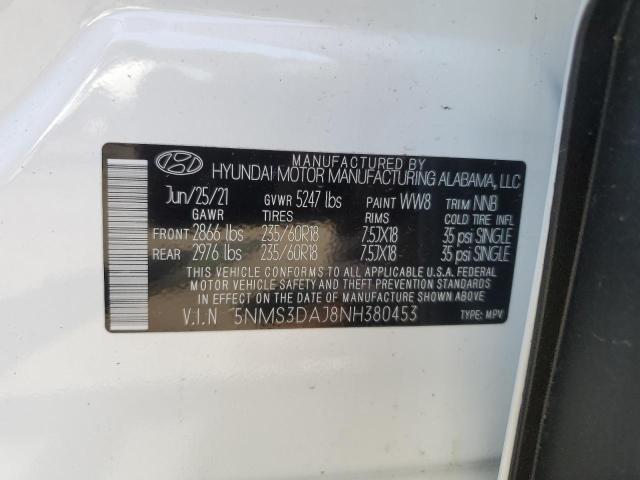 MANUFACTURED BY
HYUNDAI MOTOR MANUFACTURING ALABAMA, LLC
Jun/25/21 GVWR 5247 lbs PAINT WW8 TRIM NNB
GAWR TIRES RIMS COLD TIRE INFL
FRONT 2866 lbs 235/60R18 7.5JX18 35 psi SINGLE
REAR 2976 lbs 235/60R18 7.5JX18 35 psi SINGLE
THIS VEHICLE CONFORMS TO ALL APPLICABLE U.S.A. FEDERAL
MOTOR VEHICLE SAFETY AND THEFT PREVENTION STANDARDS
IN EFFECT ON THE DATE OF MANUFACTURE SHOWN ABOVE.
V.I.N 5NMS3DAJ8NH380453 TYPE: MPV